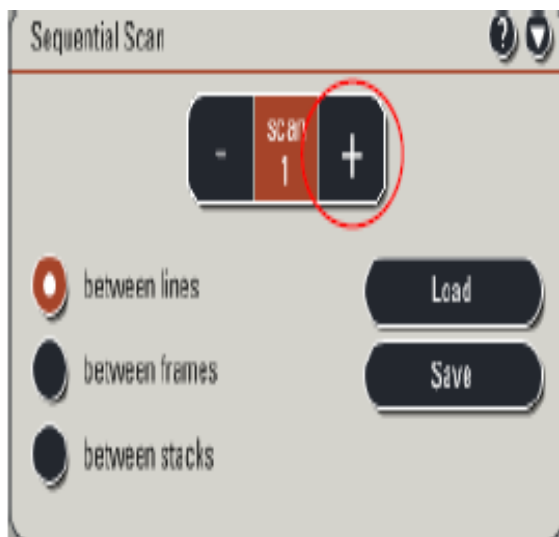 Sequential Scan ?
- scan +
1
between lines
Load
between frames
Save
between stacks